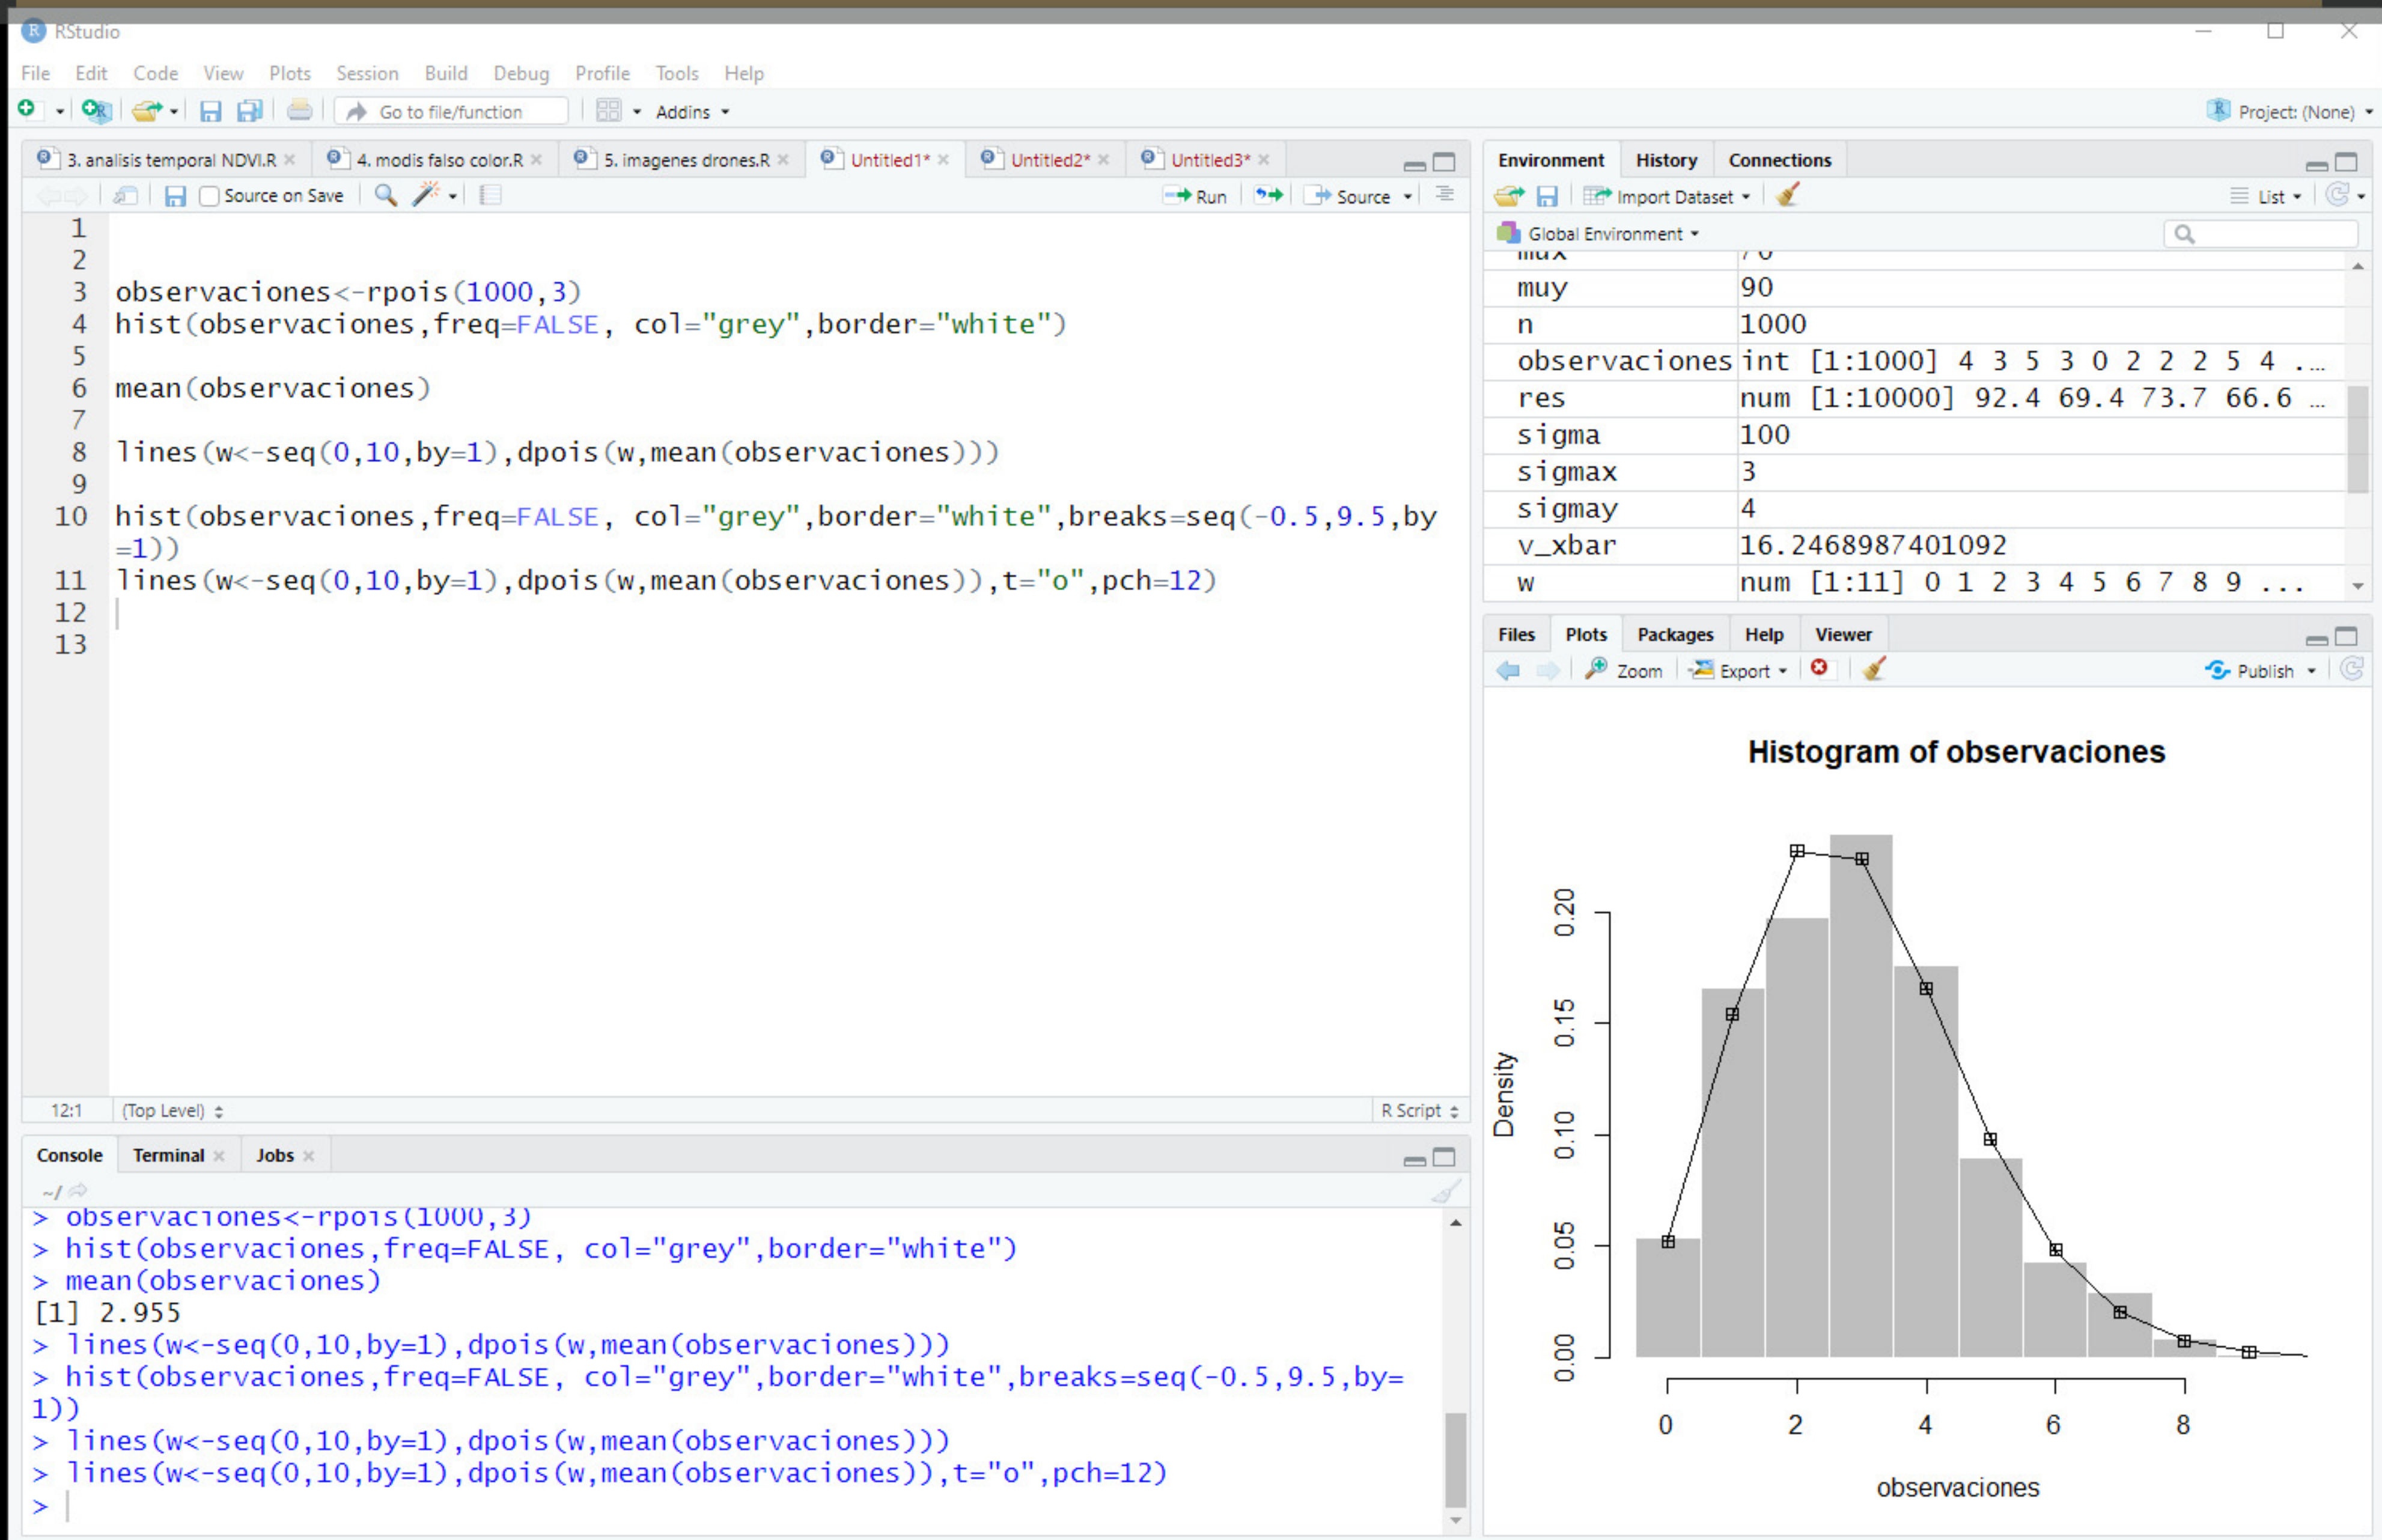 RStudio
File Edit Code View Plots Session Build Debug Profile Tools Help
Go to file/function Addins Project: (None)
3. analisis temporal NDVI.R 4. modis falso color.R 5. imagenes drones.R Untitled1* Untitled2* Untitled3*
Source on Save Run Source
1
2
3 observaciones<-rpois(1000,3)
4 hist(observaciones,freq=FALSE, col="grey",border="white")
5
6 mean(observaciones)
7
8 lines(w<-seq(0,10,by=1),dpois(w,mean(observaciones)))
9
10 hist(observaciones,freq=FALSE, col="grey",border="white",breaks=seq(-0.5,9.5,by
=1))
11 lines(w<-seq(0,10,by=1),dpois(w,mean(observaciones)),t="o",pch=12)
12
13
12:1 (Top Level) R Script
Console Terminal Jobs
~/
> observaciones<-rpois(1000,3)
> hist(observaciones,freq=FALSE, col="grey",border="white")
> mean(observaciones)
[1] 2.955
> lines(w<-seq(0,10,by=1),dpois(w,mean(observaciones)))
> hist(observaciones,freq=FALSE, col="grey",border="white",breaks=seq(-0.5,9.5,by=
1))
> lines(w<-seq(0,10,by=1),dpois(w,mean(observaciones)))
> lines(w<-seq(0,10,by=1),dpois(w,mean(observaciones)),t="o",pch=12)
>
Environment History Connections
Import Dataset List
Global Environment
mux 70
muy 90
n 1000
observaciones int [1:1000] 4 3 5 3 0 2 2 2 5 4 ...
res num [1:10000] 92.4 69.4 73.7 66.6 ...
sigma 100
sigmax 3
sigmay 4
v_xbar 16.2468987401092
w num [1:11] 0 1 2 3 4 5 6 7 8 9 ...
Files Plots Packages Help Viewer
Zoom Export Publish
Histogram of observaciones
Density
0.20
0.15
0.10
0.05
0.00
0 2 4 6 8
observaciones